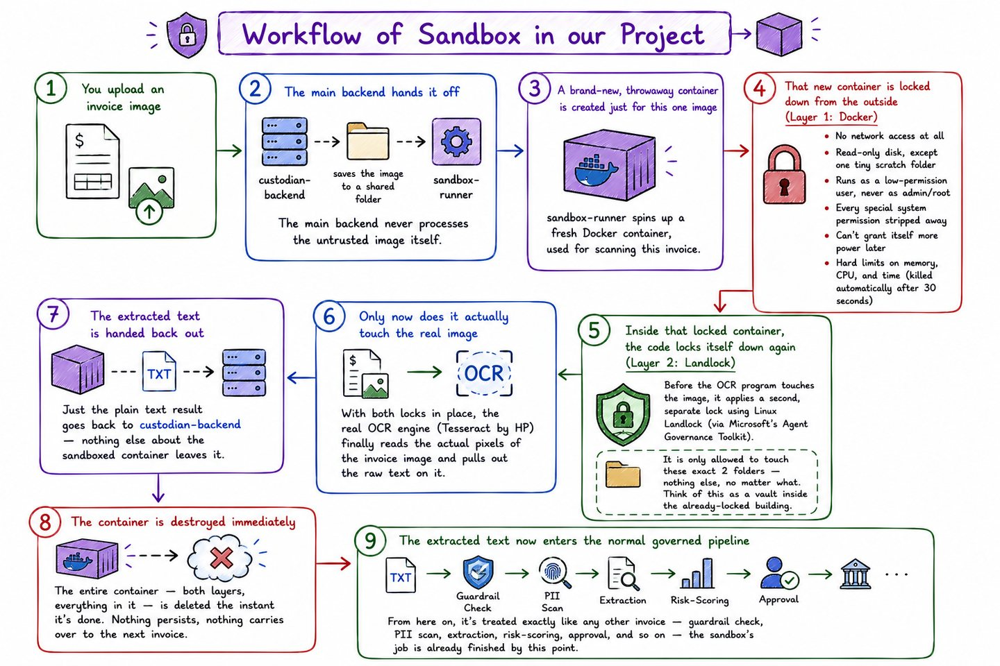 Workflow of Sandbox in our Project
1
You upload an
invoice image
$
2
The main backend hands it off
custodian-
backend
saves the image
to a shared
folder
sandbox-
runner
The main backend never processes
the untrusted image itself.
3
A brand-new, throwaway container
is created just for this one image
sandbox-runner spins up a
fresh Docker container,
used for scanning this invoice.
4
That new container is locked
down from the outside
(Layer 1: Docker)
• No network access at all
• Read-only disk, except
one tiny scratch folder
• Runs as a low-permission
user, never as admin/root
• Every special system
permission stripped away
• Can't grant itself more
power later
• Hard limits on memory,
CPU, and time (killed
automatically after 30
seconds)
5
Inside that locked container,
the code locks itself down again
(Layer 2: Landlock)
Before the OCR program touches
the image, it applies a second,
separate lock using Linux
Landlock (via Microsoft's Agent
Governance Toolkit).
It is only allowed to touch
these exact 2 folders —
nothing else, no matter what.
Think of this as a vault inside
the already-locked building.
6
Only now does it actually
touch the real image
$
OCR
With both locks in place, the
real OCR engine (Tesseract by HP)
finally reads the actual pixels of
the invoice image and pulls out
the raw text on it.
7
The extracted text
is handed back out
TXT
Just the plain text result
goes back to custodian-backend
— nothing else about the
sandboxed container leaves it.
8
The container is destroyed immediately
The entire container — both layers,
everything in it — is deleted the instant
it's done. Nothing persists, nothing carries
over to the next invoice.
9
The extracted text now enters the normal governed pipeline
TXT
Guardrail
Check
PII
Scan
Extraction
Risk-Scoring
Approval
...
From here on, it's treated exactly like any other invoice — guardrail check,
PII scan, extraction, risk-scoring, approval, and so on — the sandbox's
job is already finished by this point.